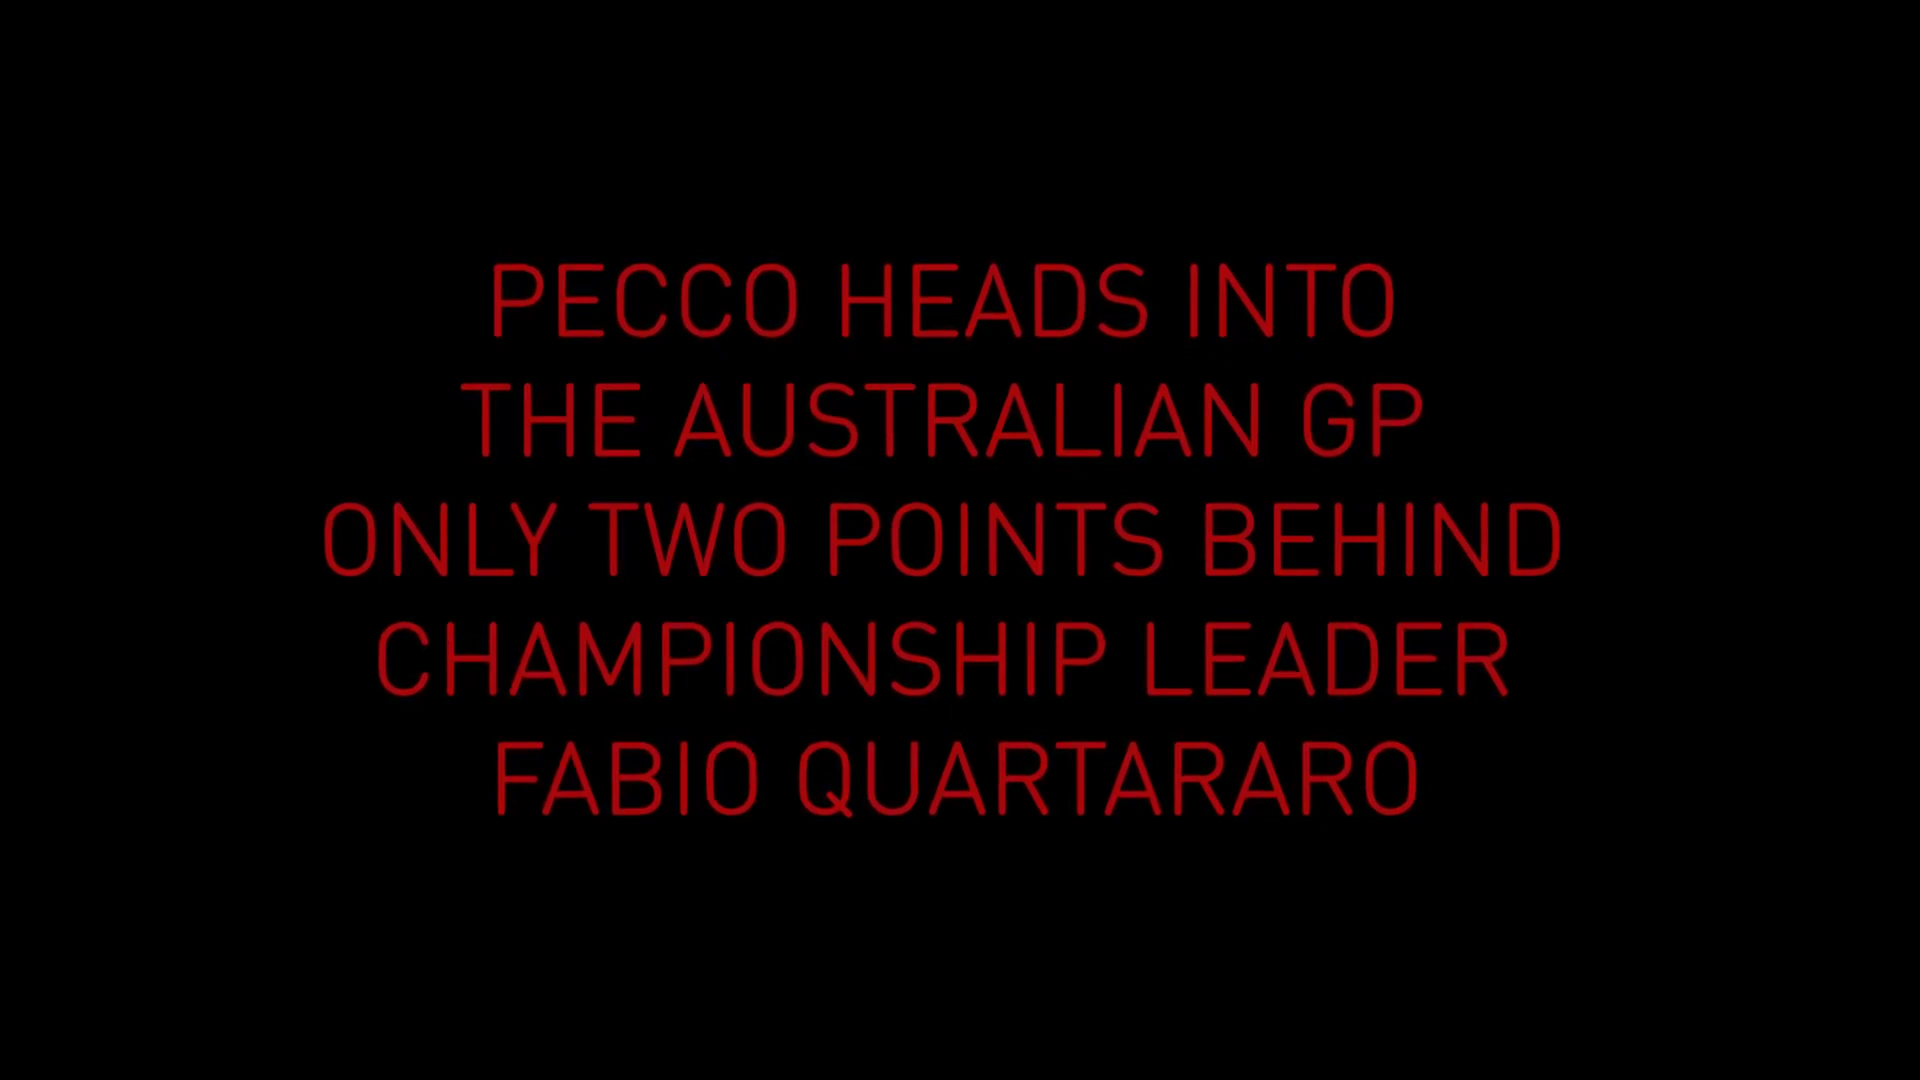 PECCO HEADS INTO
THE AUSTRALIAN GP
ONLY TWO POINTS BEHIND
CHAMPIONSHIP LEADER
FABIO QUARTARARO